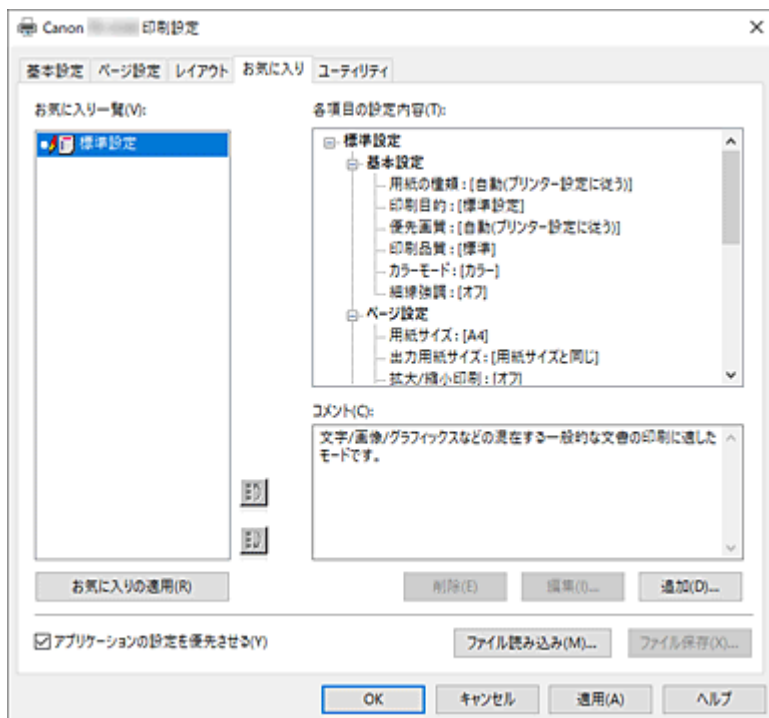 Canon 印刷設定
基本設定 ページ設定 レイアウト お気に入り ユーティリティ
お気に入り一覧(V):
標準設定
各項目の設定内容(T):
標準設定
基本設定
用紙の種類:[自動(プリンター設定に従う)]
印刷目的:[標準設定]
優先画質:[自動(プリンター設定に従う)]
印刷品質:[標準]
カラーモード:[カラー]
細線強調:[オフ]
ページ設定
用紙サイズ:[A4]
出力用紙サイズ:[用紙サイズと同じ]
拡大/縮小印刷:[オフ]
コメント(C):
文字/画像/グラフィックスなどの混在する一般的な文書の印刷に適した
モードです。
お気に入りの適用(R)
削除(E) 編集(I)... 追加(D)...
アプリケーションの設定を優先させる(Y)
ファイル読み込み(M)... ファイル保存(X)...
OK キャンセル 適用(A) ヘルプ